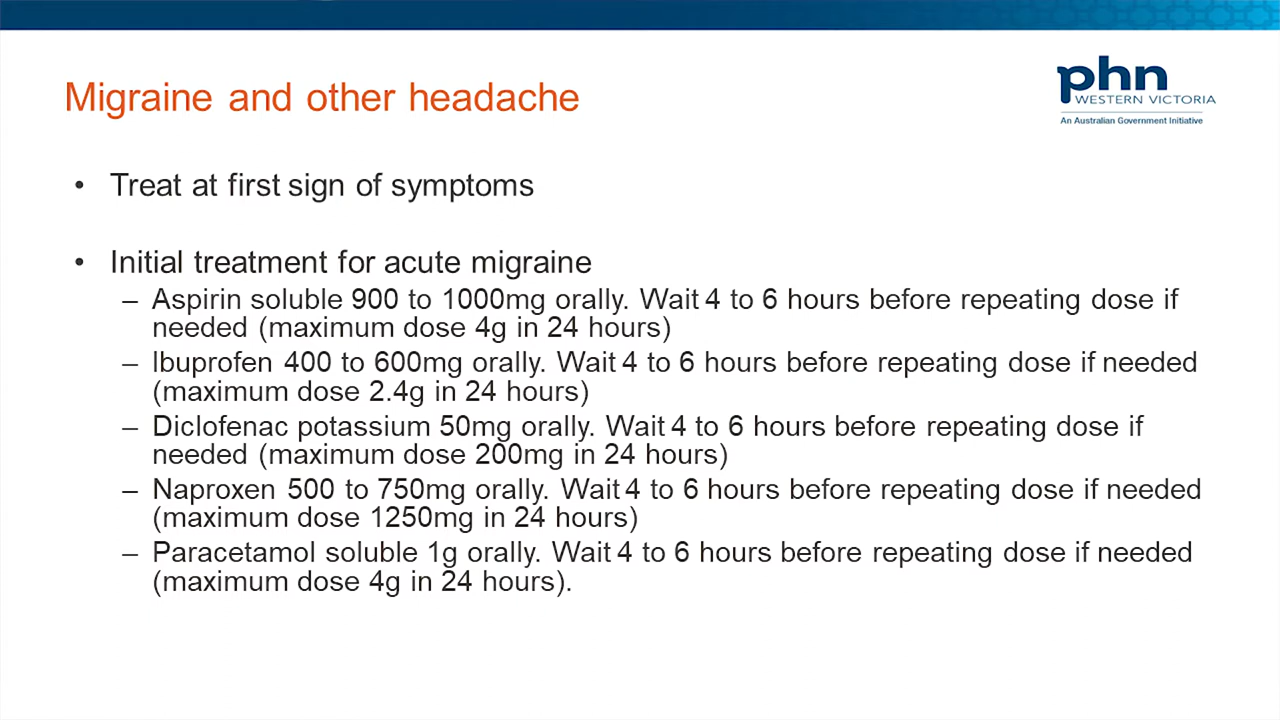 Migraine and other headache
phn
WESTERN VICTORIA
An Australian Government Initiative
• Treat at first sign of symptoms
• Initial treatment for acute migraine
– Aspirin soluble 900 to 1000mg orally. Wait 4 to 6 hours before repeating dose if
needed (maximum dose 4g in 24 hours)
– Ibuprofen 400 to 600mg orally. Wait 4 to 6 hours before repeating dose if needed
(maximum dose 2.4g in 24 hours)
– Diclofenac potassium 50mg orally. Wait 4 to 6 hours before repeating dose if
needed (maximum dose 200mg in 24 hours)
– Naproxen 500 to 750mg orally. Wait 4 to 6 hours before repeating dose if needed
(maximum dose 1250mg in 24 hours)
– Paracetamol soluble 1g orally. Wait 4 to 6 hours before repeating dose if needed
(maximum dose 4g in 24 hours).